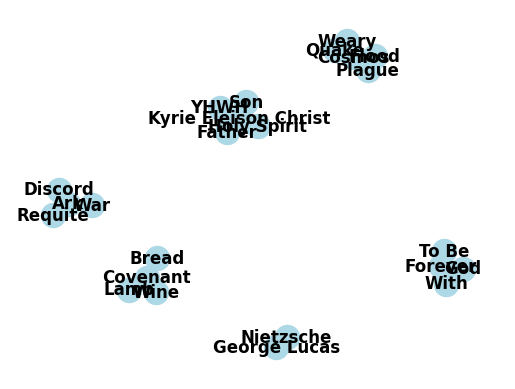 Weary
Quake
Cosmos
Flood
Plague
YHWH
Son
Kyrie Eleison Christ
Holy Spirit
Father
Discord
Ark
War
Requite
Bread
Covenant
Lamb
Wine
To Be
Forever
God
With
Nietzsche
George Lucas